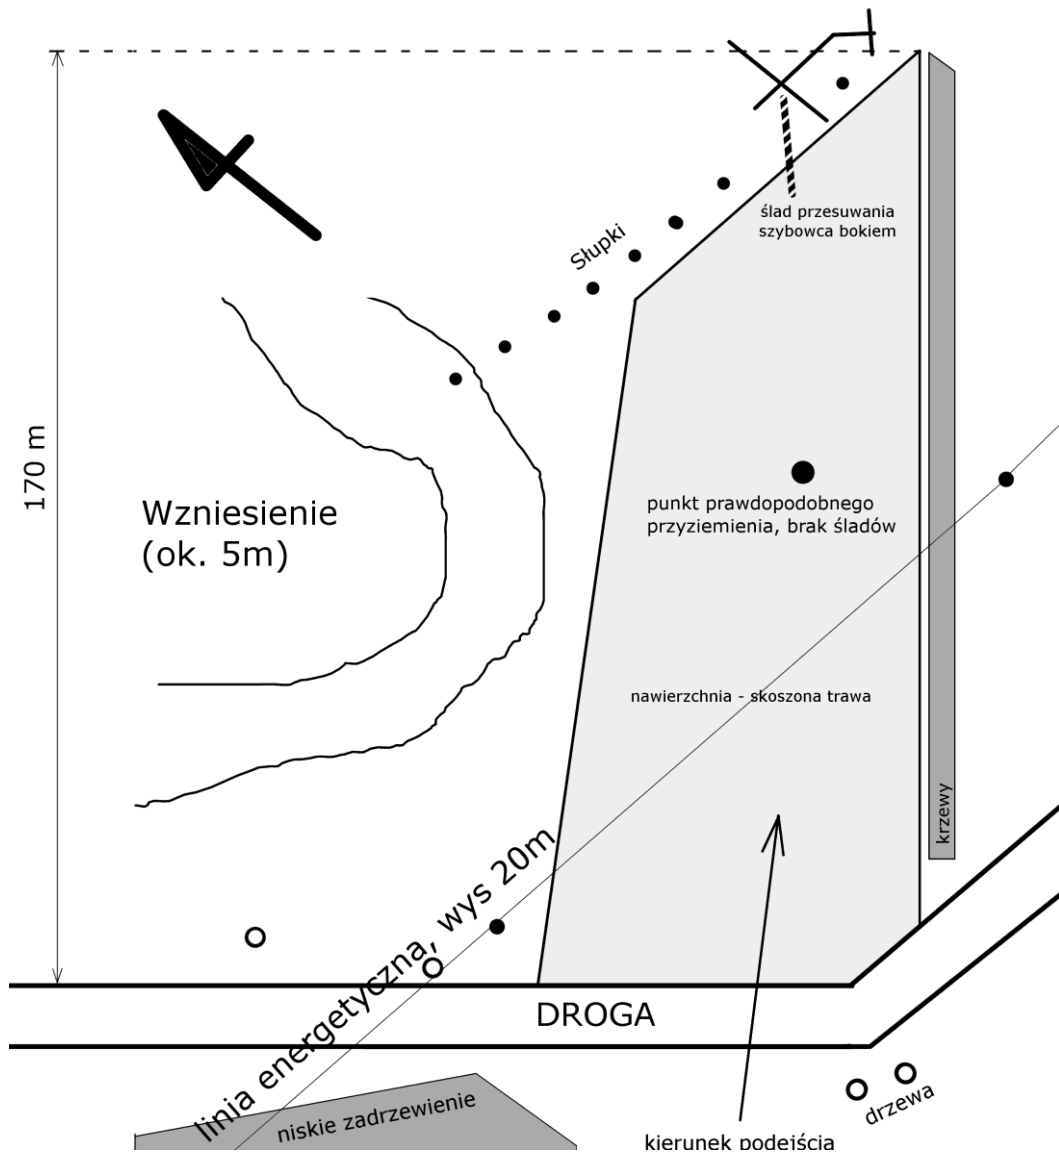 ślad przesuwania
szybowca bokiem
Słupki
170 m
Wzniesienie
(ok. 5m)
punkt prawdopodobnego
przyziemienia, brak śladów
nawierzchnia - skoszona trawa
krzewy
linia energetyczna, wys 20m
DROGA
niskie zadrzewienie
drzewa
kierunek podejścia